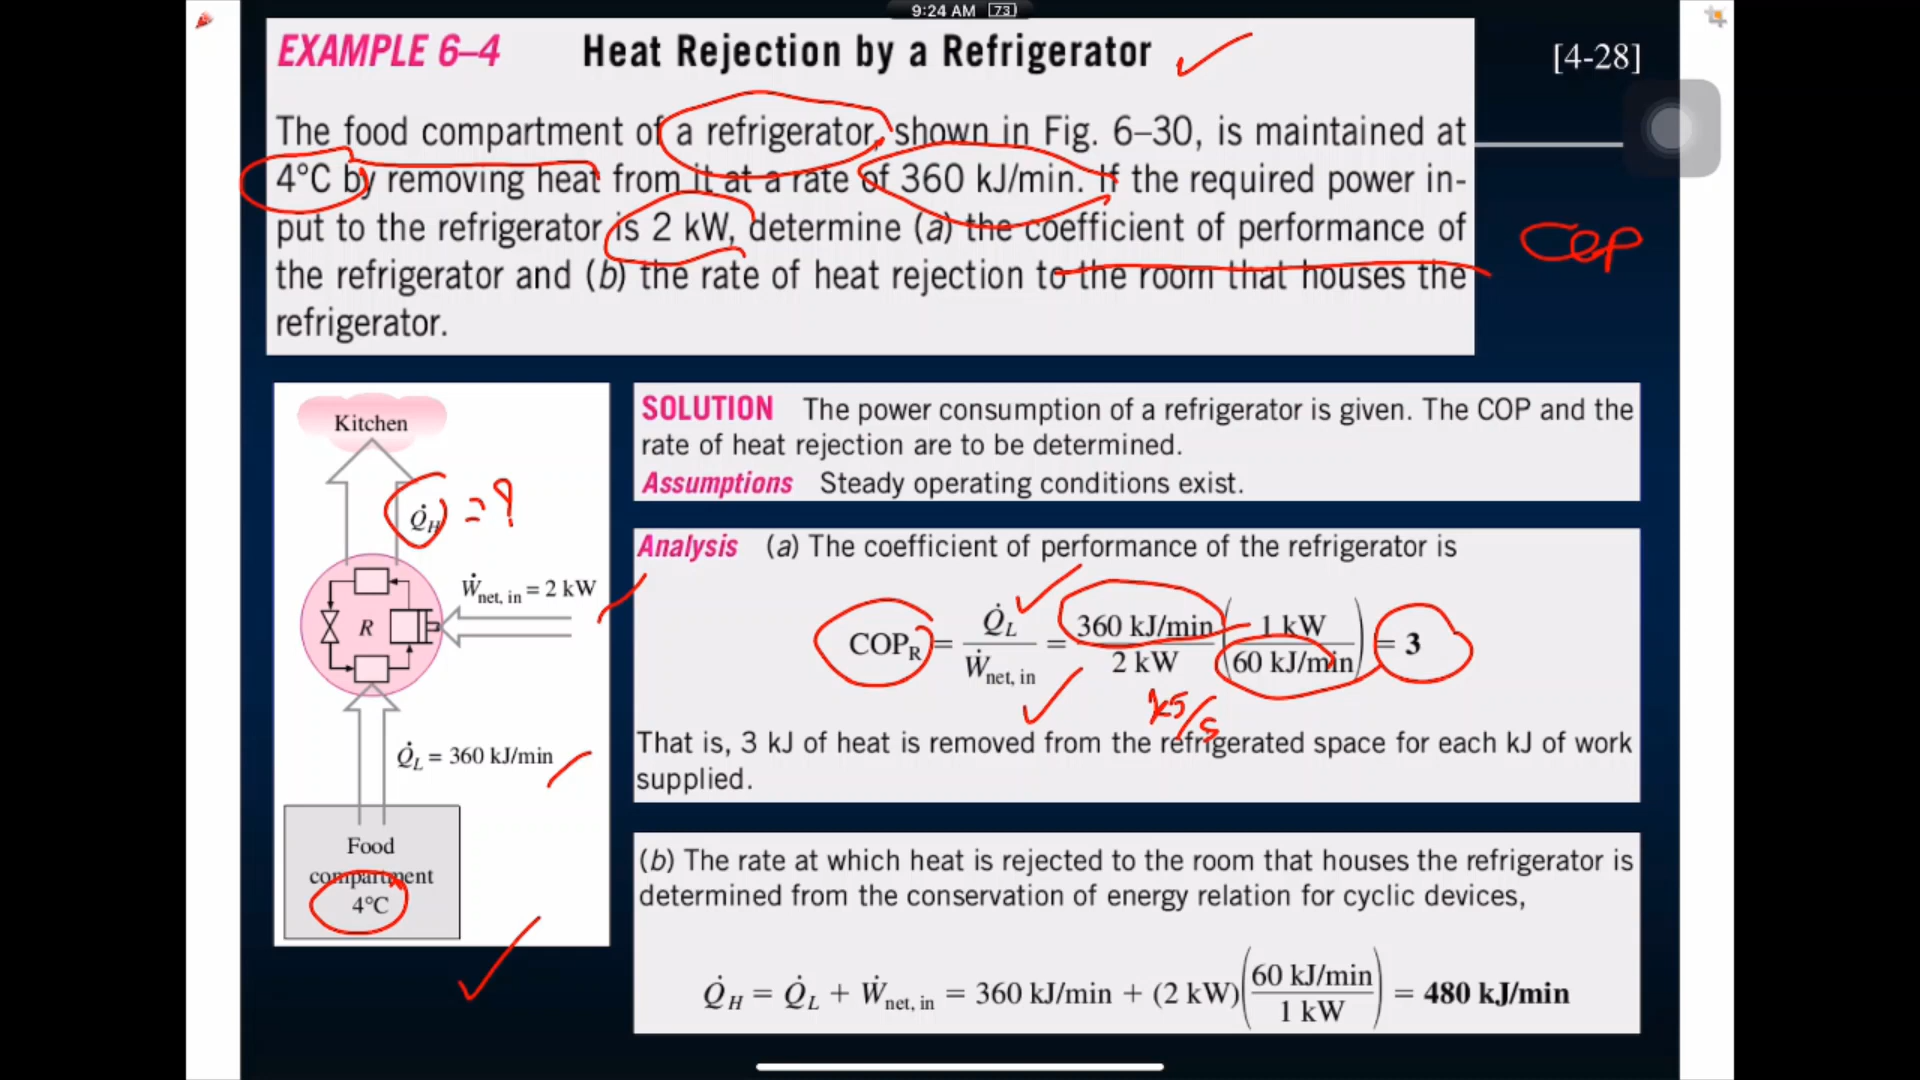 9:24 AM 73
EXAMPLE 6–4 Heat Rejection by a Refrigerator
[4-28]
The food compartment of a refrigerator, shown in Fig. 6–30, is maintained at
4°C by removing heat from it at a rate of 360 kJ/min. If the required power in-
put to the refrigerator is 2 kW, determine (a) the coefficient of performance of
the refrigerator and (b) the rate of heat rejection to the room that houses the
refrigerator.
COP
Kitchen
Q̇H = ?
Ẇnet, in = 2 kW
R
Q̇L = 360 kJ/min
Food
compartment
4°C
SOLUTION The power consumption of a refrigerator is given. The COP and the
rate of heat rejection are to be determined.
Assumptions Steady operating conditions exist.
Analysis (a) The coefficient of performance of the refrigerator is
COPR = Q̇L / Ẇnet, in = 360 kJ/min / 2 kW (1 kW / 60 kJ/min) = 3
kJ/s
That is, 3 kJ of heat is removed from the refrigerated space for each kJ of work
supplied.
(b) The rate at which heat is rejected to the room that houses the refrigerator is
determined from the conservation of energy relation for cyclic devices,
Q̇H = Q̇L + Ẇnet, in = 360 kJ/min + (2 kW)(60 kJ/min / 1 kW) = 480 kJ/min